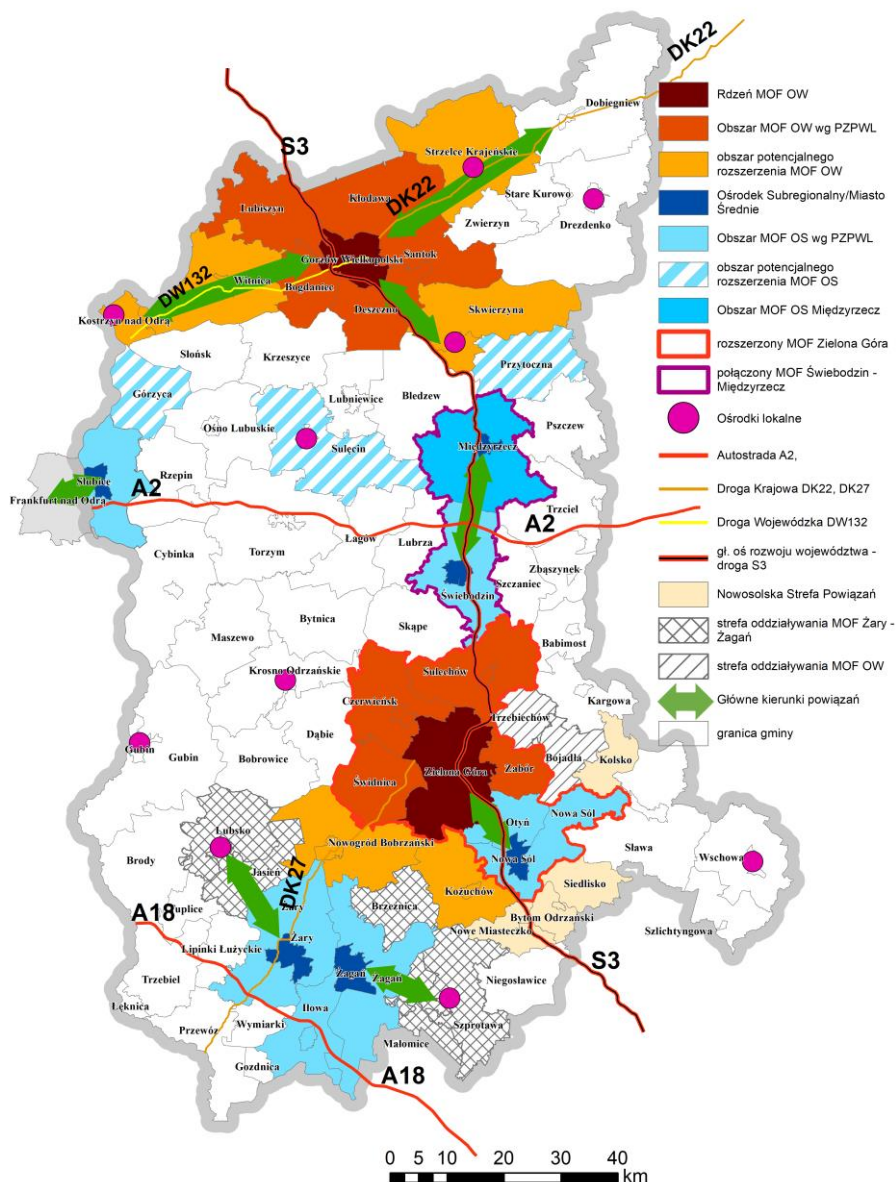 DK22
Dobiegniew
S3
Strzelce Krajeńskie
Kłodawa
DK22
Stare Kurowo
Lubiszyn
Zwierzyn
Drezdenko
Gorzów Wielkopolski
Santok
Witnica
DW132
Bogdaniec
Kostrzyn nad Odrą
Deszczno
Skwierzyna
Słońsk
Krzeszyce
Przytoczna
Górzyca
Lubniewice
Bledzew
Ośno Lubuskie
Pszczew
Sulęcin
Międzyrzecz
Słubice
Rzepin
Frankfurt nad Odrą
A2
Trzciel
A2
Łagów
Lubrza
Cybinka
Torzym
Zbąszynek
Szczaniec
Świebodzin
Bytnica
Skąpe
Maszewo
Babimost
Sulechów
Krosno Odrzańskie
Kargowa
Czerwieńsk
Trzebiechów
Gubin
Dąbie
Bojadła
Gubin
Bobrowice
Kolsko
Zielona Góra
Zabór
Świdnica
Otyń
Nowa Sól
Lubsko
Nowogród Bobrzański
Sława
Brody
Nowa Sól
Wschowa
Jasień
DK27
Siedlisko
Kożuchów
Żary
Brzeźnica
Bytom Odrzański
A18
Tuplice
Nowe Miasteczko
Szlichtyngowa
Lipinki Łużyckie
Żary
S3
Żagań
Żagań
Trzebiel
Niegosławice
Łęknica
Iłowa
Przewóz
Wymiarki
Szprotawa
Małomice
Gozdnica
A18
Rdzeń MOF OW
Obszar MOF OW wg PZPWL
obszar potencjalnego
rozszerzenia MOF OW
Ośrodek Subregionalny/Miasto
Średnie
Obszar MOF OS wg PZPWL
obszar potencjalnego
rozszerzenia MOF OS
Obszar MOF OS Międzyrzecz
rozszerzony MOF Zielona Góra
połączony MOF Świebodzin -
Międzyrzecz
Ośrodki lokalne
Autostrada A2,
Droga Krajowa DK22, DK27
Droga Wojewódzka DW132
gł. oś rozwoju województwa -
droga S3
Nowosolska Strefa Powiązań
strefa oddziaływania MOF Żary -
Żagań
strefa oddziaływania MOF OW
Główne kierunki powiązań
granica gminy
0 5 10 20 30 40
km